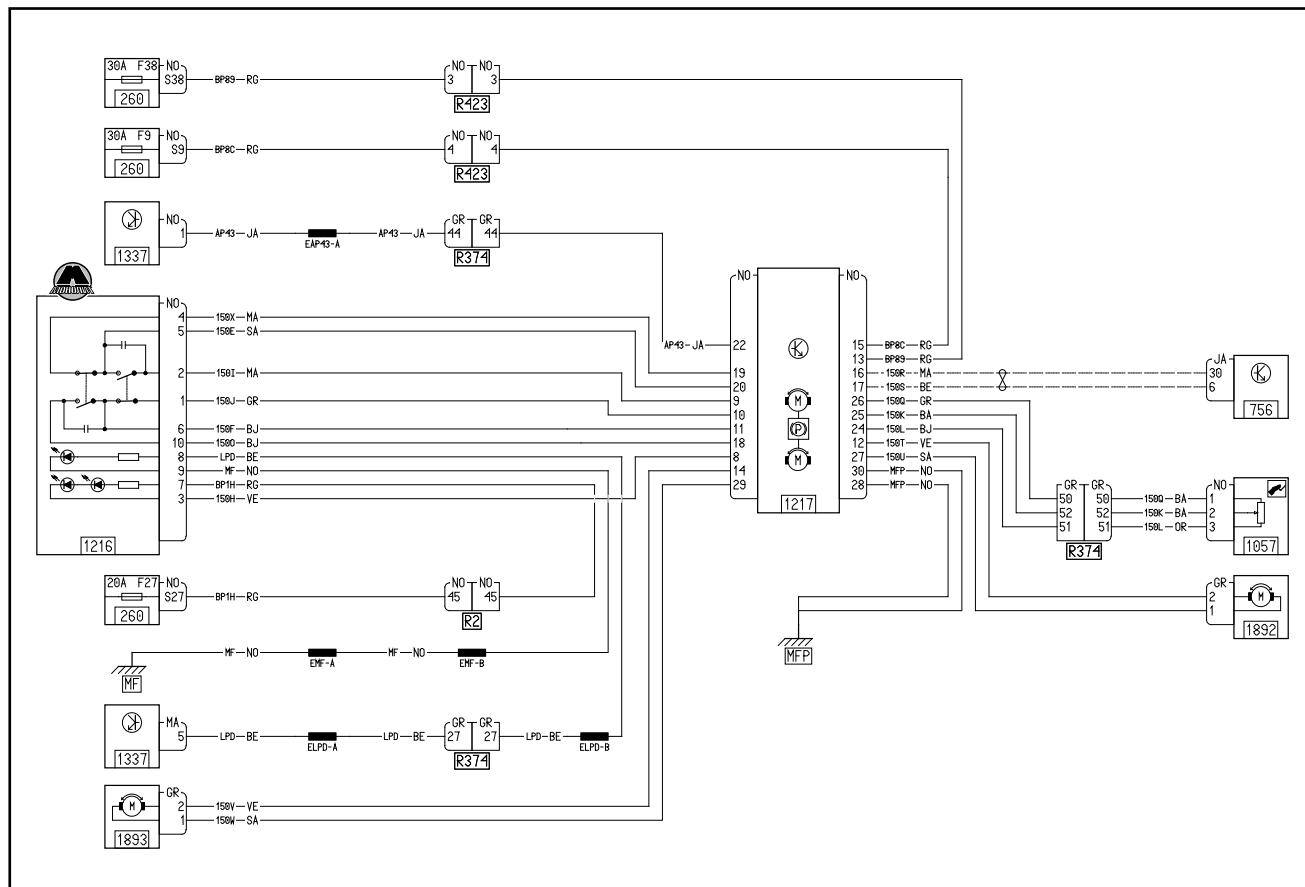 30A F38 NO
S38 BP89 RG
260
NO NO
3 3
R423
30A F9 NO
S9 BP8C RG
260
NO NO
4 4
R423
NO
1 AP43 JA EAP43-A AP43 JA
1337
GR GR
44 44
R374
NO
4 150X MA
5 150E SA
2 150I MA
1 150J GR
6 150F BJ
10 150O BJ
8 LPD BE
9 MF NO
7 BP1H RG
3 150H VE
1216
NO NO
AP43 JA 22
19
20
9
10
11
18
8
14
29
M
P
M
1217
15 BP8C RG
13 BP89 RG
16 150R MA
17 150S BE
26 150Q GR
25 150K BA
24 150L BJ
12 150T VE
27 150U SA
30 MFP NO
28 MFP NO
JA
30
6
756
GR GR
50 50 150Q BA
52 52 150K BA
51 51 150L OR
R374
NO
1
2
3
1057
GR
2
1
M
1892
MFP
20A F27 NO
S27 BP1H RG
260
NO NO
45 45
R2
MF NO EMF-A MF NO EMF-B
MF
MA
5 LPD BE ELPD-A LPD BE
1337
GR GR
27 27 LPD BE ELPD-B
R374
GR
M 2 150V VE
1 150W SA
1893